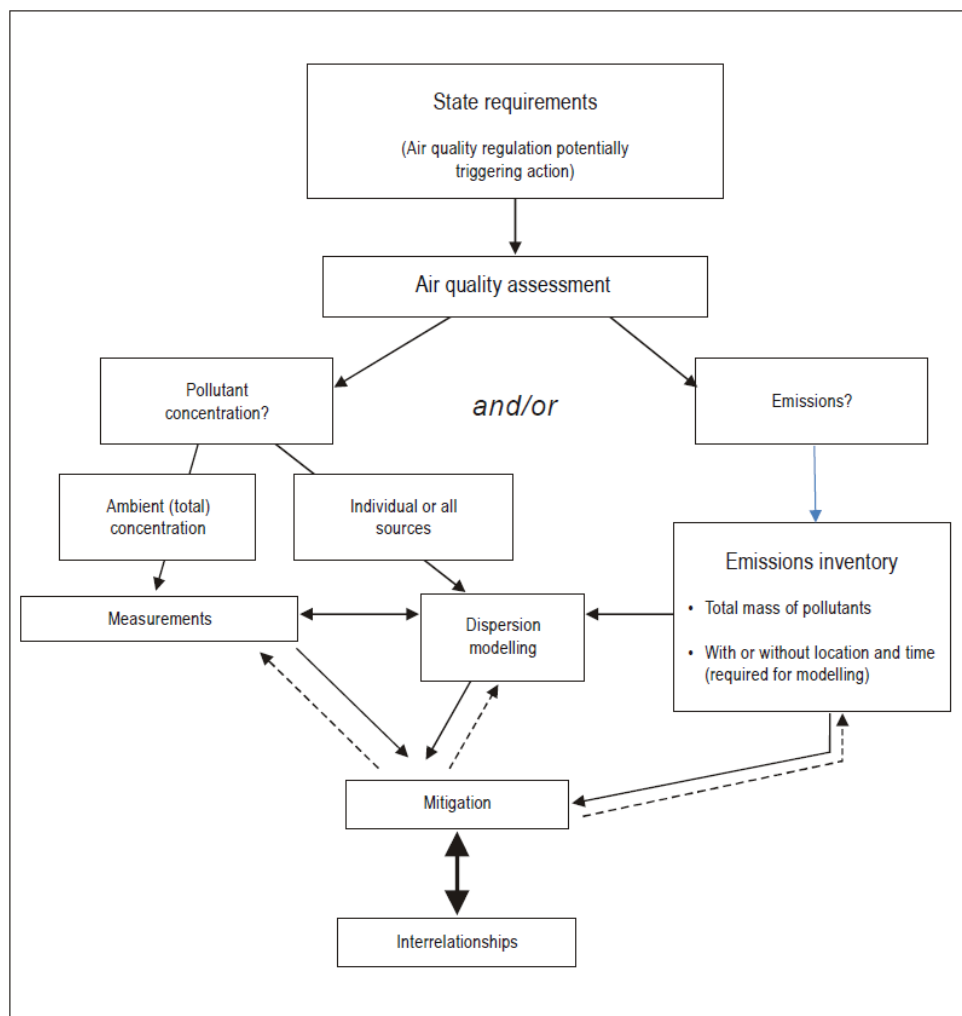 State requirements
(Air quality regulation potentially
triggering action)
Air quality assessment
Pollutant
concentration?
and/or
Emissions?
Ambient (total)
concentration
Individual or all
sources
Emissions inventory
• Total mass of pollutants
• With or without location and time
(required for modelling)
Measurements
Dispersion
modelling
Mitigation
Interrelationships